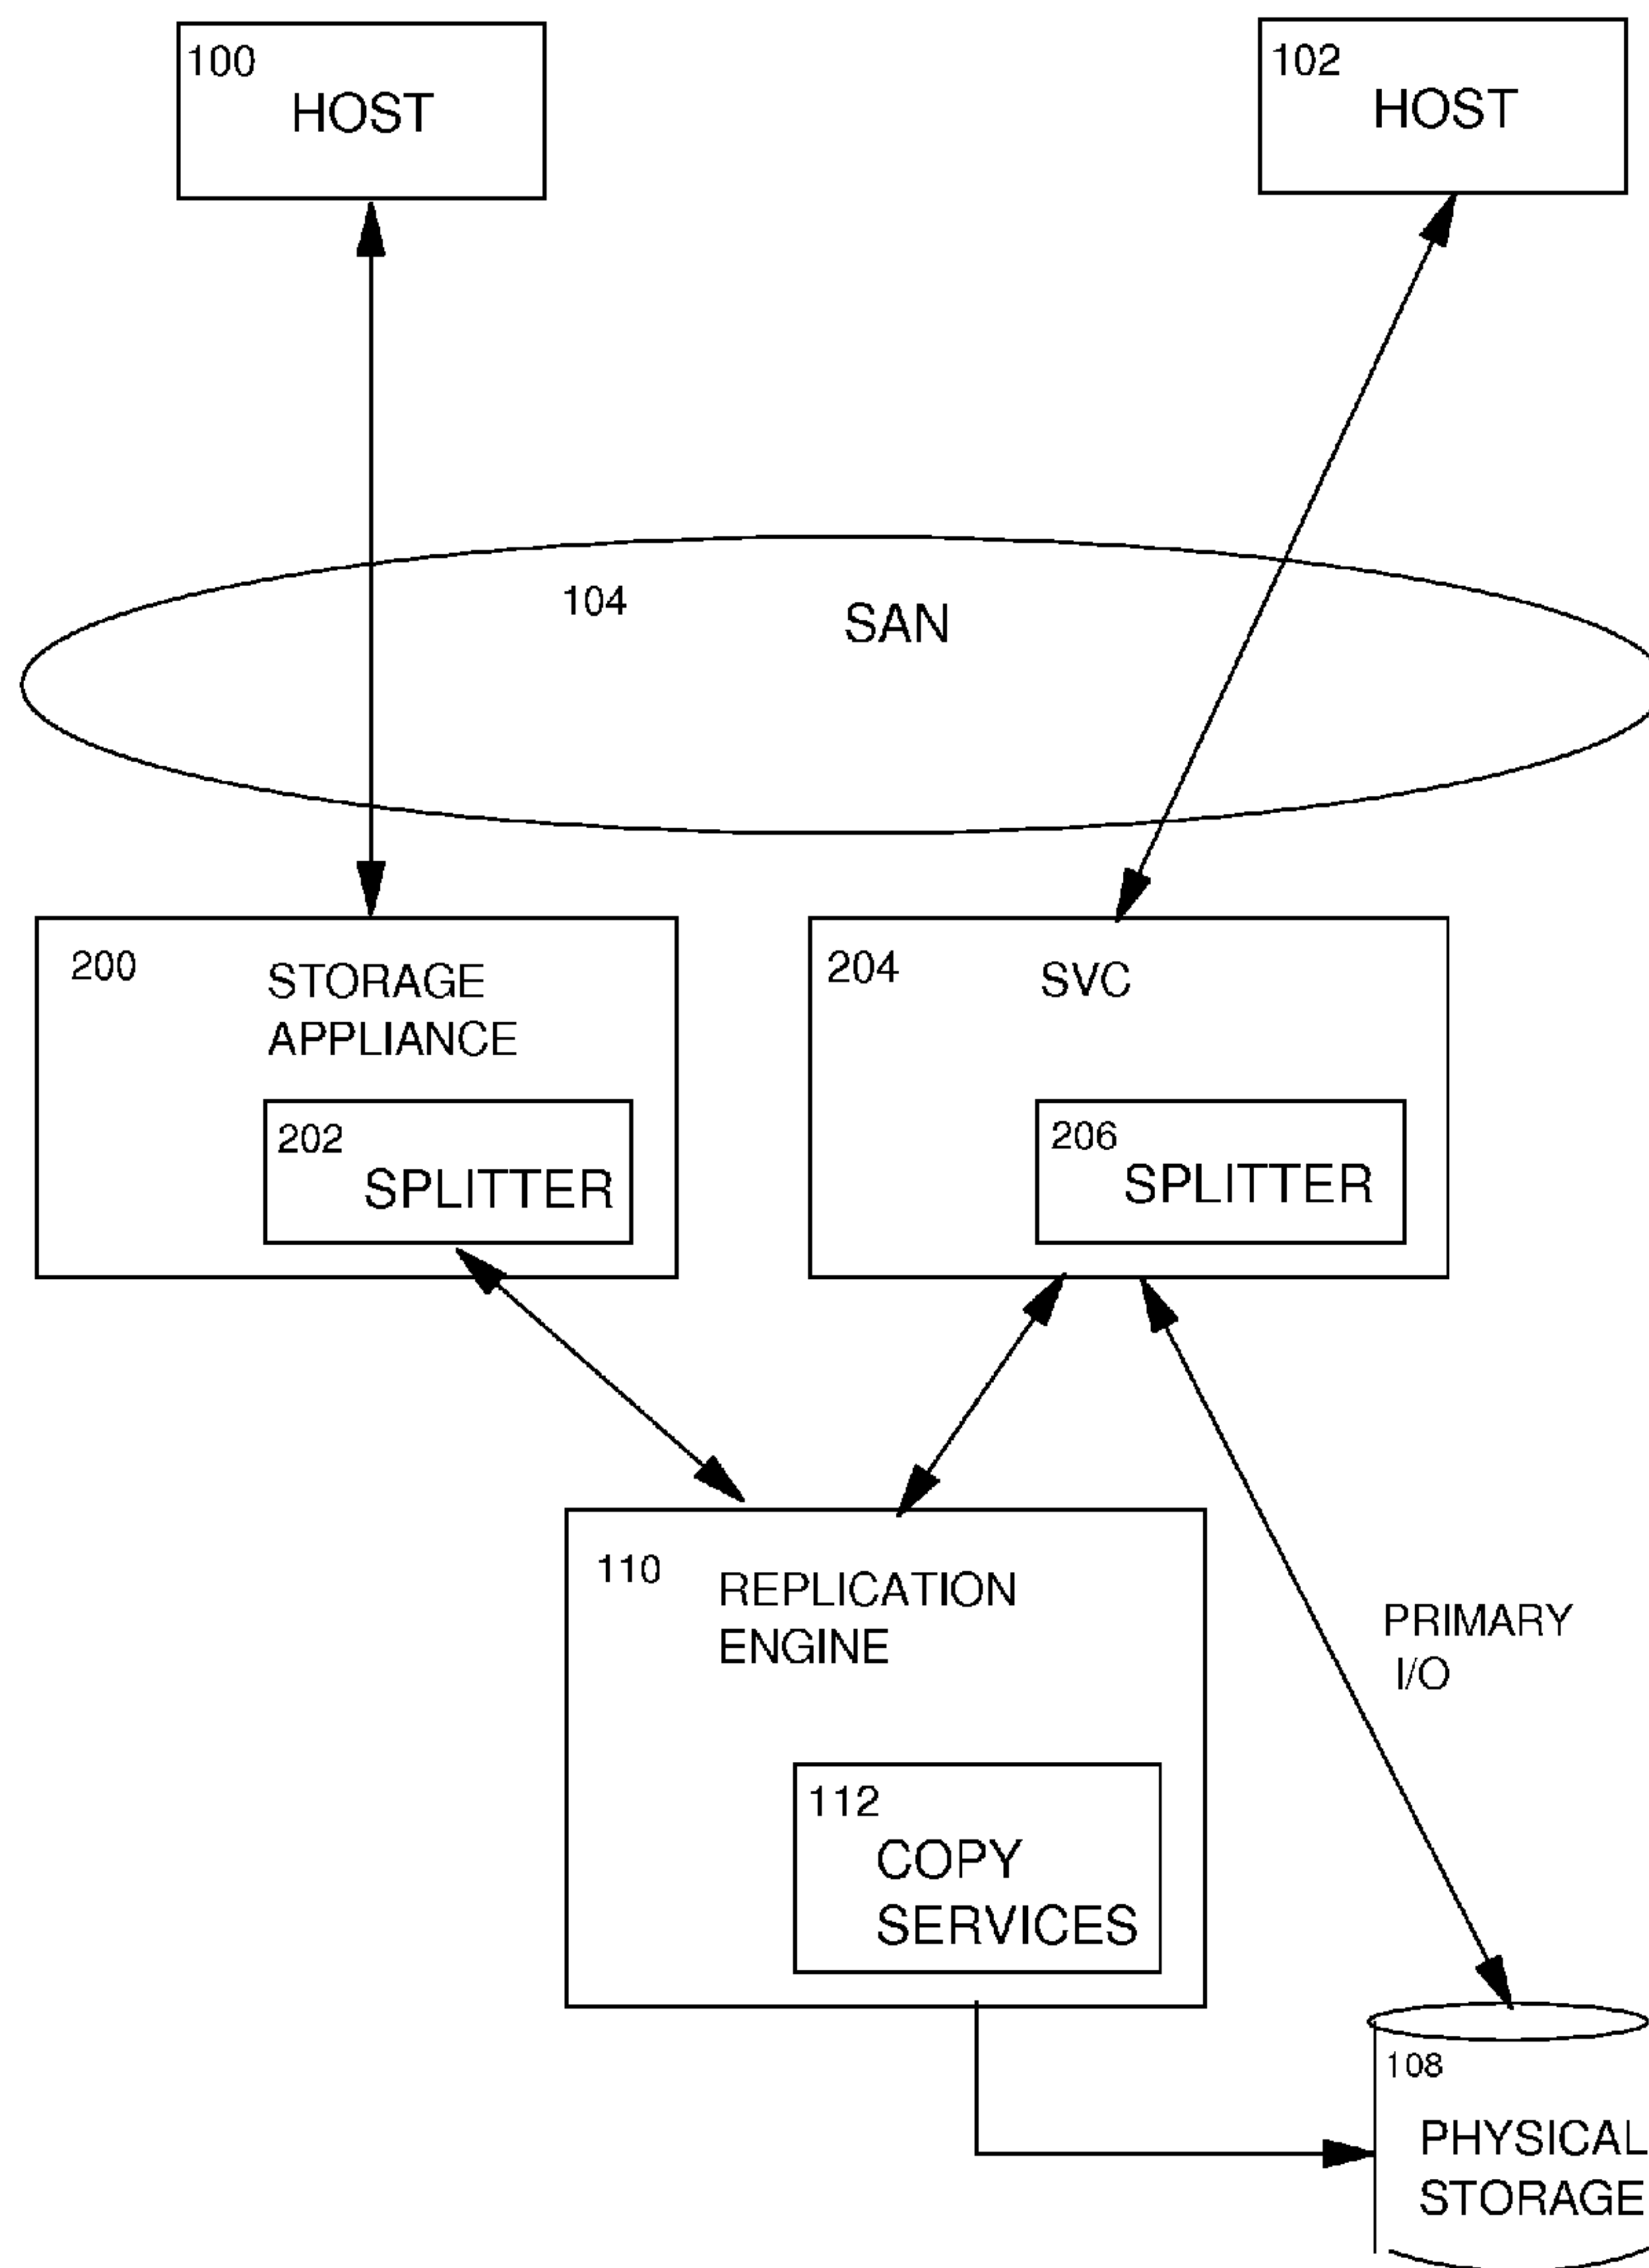 100
HOST
102
HOST
104
SAN
200
STORAGE
APPLIANCE
202
SPLITTER
204
SVC
206
SPLITTER
110
REPLICATION
ENGINE
112
COPY
SERVICES
PRIMARY
I/O
108
PHYSICAL
STORAGE